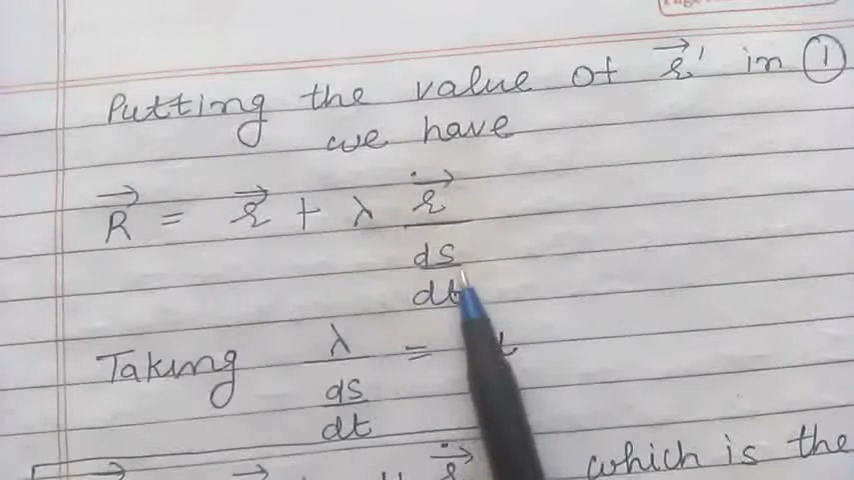 Putting the value of r⃗' in ①
we have
R⃗ = r⃗ + λ ṙ⃗
ds
dt
Taking λ =
ds
dt
ṙ⃗ which is the